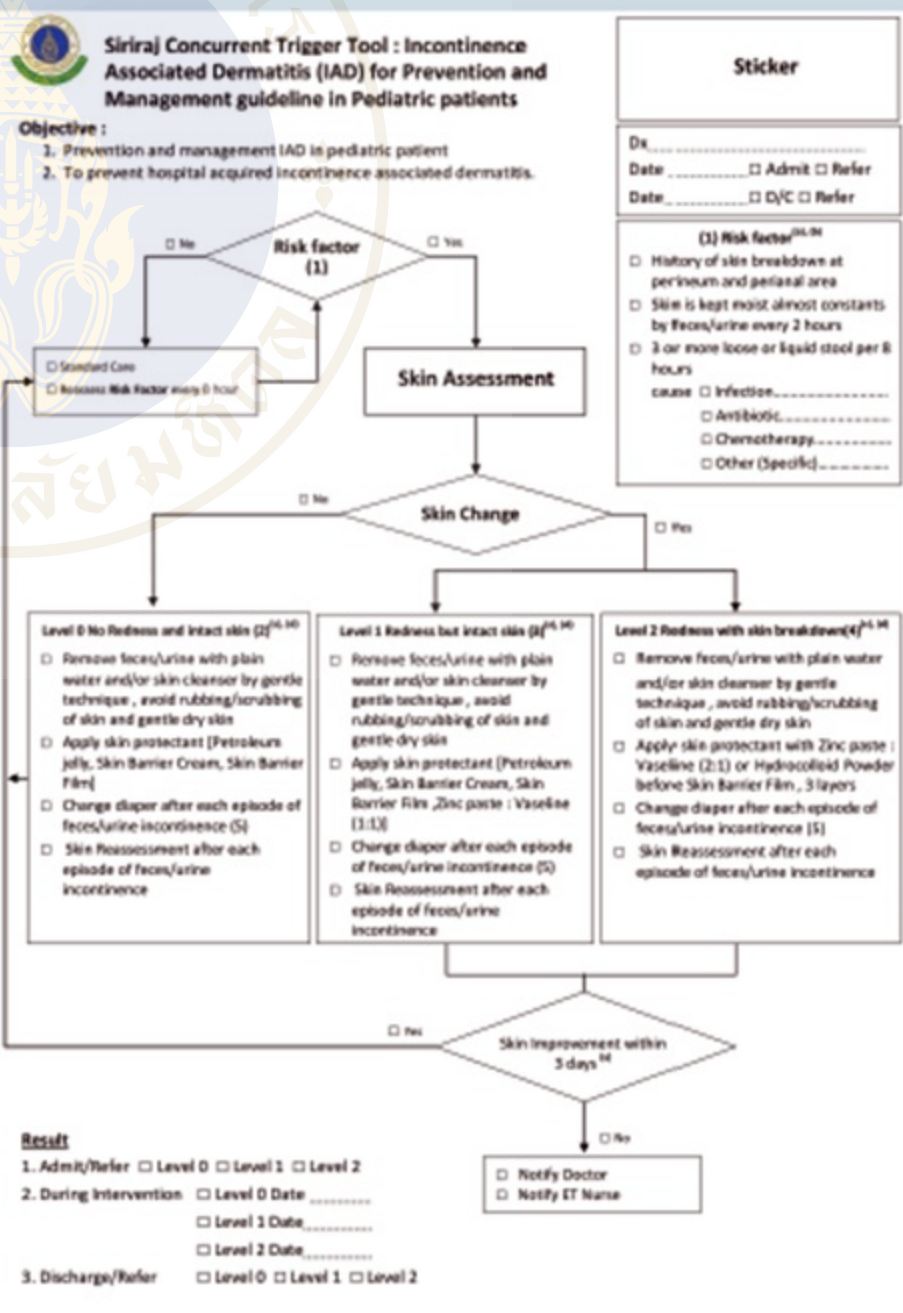 Siriraj Concurrent Trigger Tool : Incontinence
Associated Dermatitis (IAD) for Prevention and
Management guideline in Pediatric patients
Sticker
Objective :
1. Prevention and management IAD in pediatric patient
2. To prevent hospital acquired incontinence associated dermatitis.
Dx
Date ☐ Admit ☐ Refer
Date ☐ D/C ☐ Refer
☐ No
Risk factor
(1)
☐ Yes
(1) Risk factor
☐ History of skin breakdown at
perineum and perianal area
☐ Skin is kept moist almost constants
by feces/urine every 2 hours
☐ 3 or more loose or liquid stool per 8
hours
cause ☐ Infection
☐ Antibiotic
☐ Chemotherapy
☐ Other (Specific)
☐ Standard Care
☐ Reassess Risk Factor every 8 hour
Skin Assessment
ลัยมหิดล
☐ No
Skin Change
☐ Yes
Level 0 No Redness and intact skin (2)
☐ Remove feces/urine with plain
water and/or skin cleanser by gentle
technique , avoid rubbing/scrubbing
of skin and gentle dry skin
☐ Apply skin protectant [Petroleum
jelly, Skin Barrier Cream, Skin Barrier
Film]
☐ Change diaper after each episode of
feces/urine incontinence (5)
☐ Skin Reassessment after each
episode of feces/urine
incontinence
Level 1 Redness but intact skin (3)
☐ Remove feces/urine with plain
water and/or skin cleanser by
gentle technique , avoid
rubbing/scrubbing of skin and
gentle dry skin
☐ Apply skin protectant [Petroleum
jelly, Skin Barrier Cream, Skin
Barrier Film ,Zinc paste : Vaseline
(1:1)]
☐ Change diaper after each episode
of feces/urine incontinence (5)
☐ Skin Reassessment after each
episode of feces/urine
incontinence
Level 2 Redness with skin breakdown(4)
☐ Remove feces/urine with plain water
and/or skin cleanser by gentle
technique , avoid rubbing/scrubbing
of skin and gentle dry skin
☐ Apply skin protectant with Zinc paste :
Vaseline (2:1) or Hydrocolloid Powder
before Skin Barrier Film , 3 layers
☐ Change diaper after each episode of
feces/urine incontinence (5)
☐ Skin Reassessment after each
episode of feces/urine incontinence
☐ Yes
Skin Improvement within
3 days
☐ No
☐ Notify Doctor
☐ Notify ET Nurse
Result
1. Admit/Refer ☐ Level 0 ☐ Level 1 ☐ Level 2
2. During Intervention ☐ Level 0 Date
☐ Level 1 Date
☐ Level 2 Date
3. Discharge/Refer ☐ Level 0 ☐ Level 1 ☐ Level 2